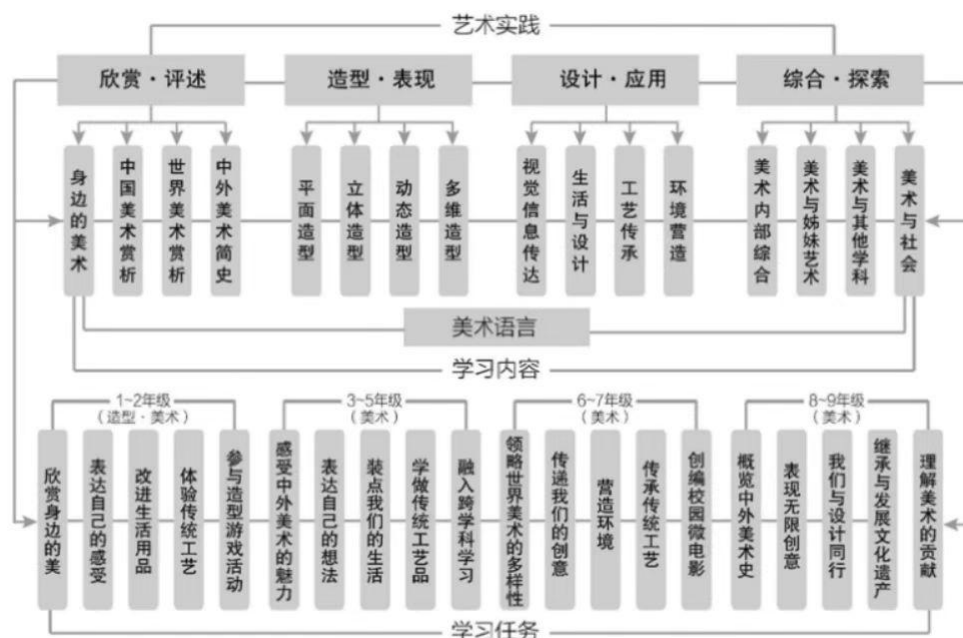 艺术实践
欣赏·评述
造型·表现
设计·应用
综合·探索
身边的美术
中国美术赏析
世界美术赏析
中外美术简史
平面造型
立体造型
动态造型
多维造型
视觉信息传达
生活与设计
工艺传承
环境营造
美术内部综合
美术与姊妹艺术
美术与其他学科
美术与社会
美术语言
学习内容
1~2年级
（造型·美术）
3~5年级
（美术）
6~7年级
（美术）
8~9年级
（美术）
欣赏身边的美
表达自己的感受
改进生活用品
体验传统工艺
参与造型游戏活动
感受中外美术的魅力
表达自己的想法
装点我们的生活
学做传统工艺品
融入跨学科学习
领略世界美术的多样性
传递我们的创意
营造环境
传承传统工艺
创编校园微电影
概览中外美术史
表现无限创意
我们与设计同行
继承与发展文化遗产
理解美术的贡献
学习任务